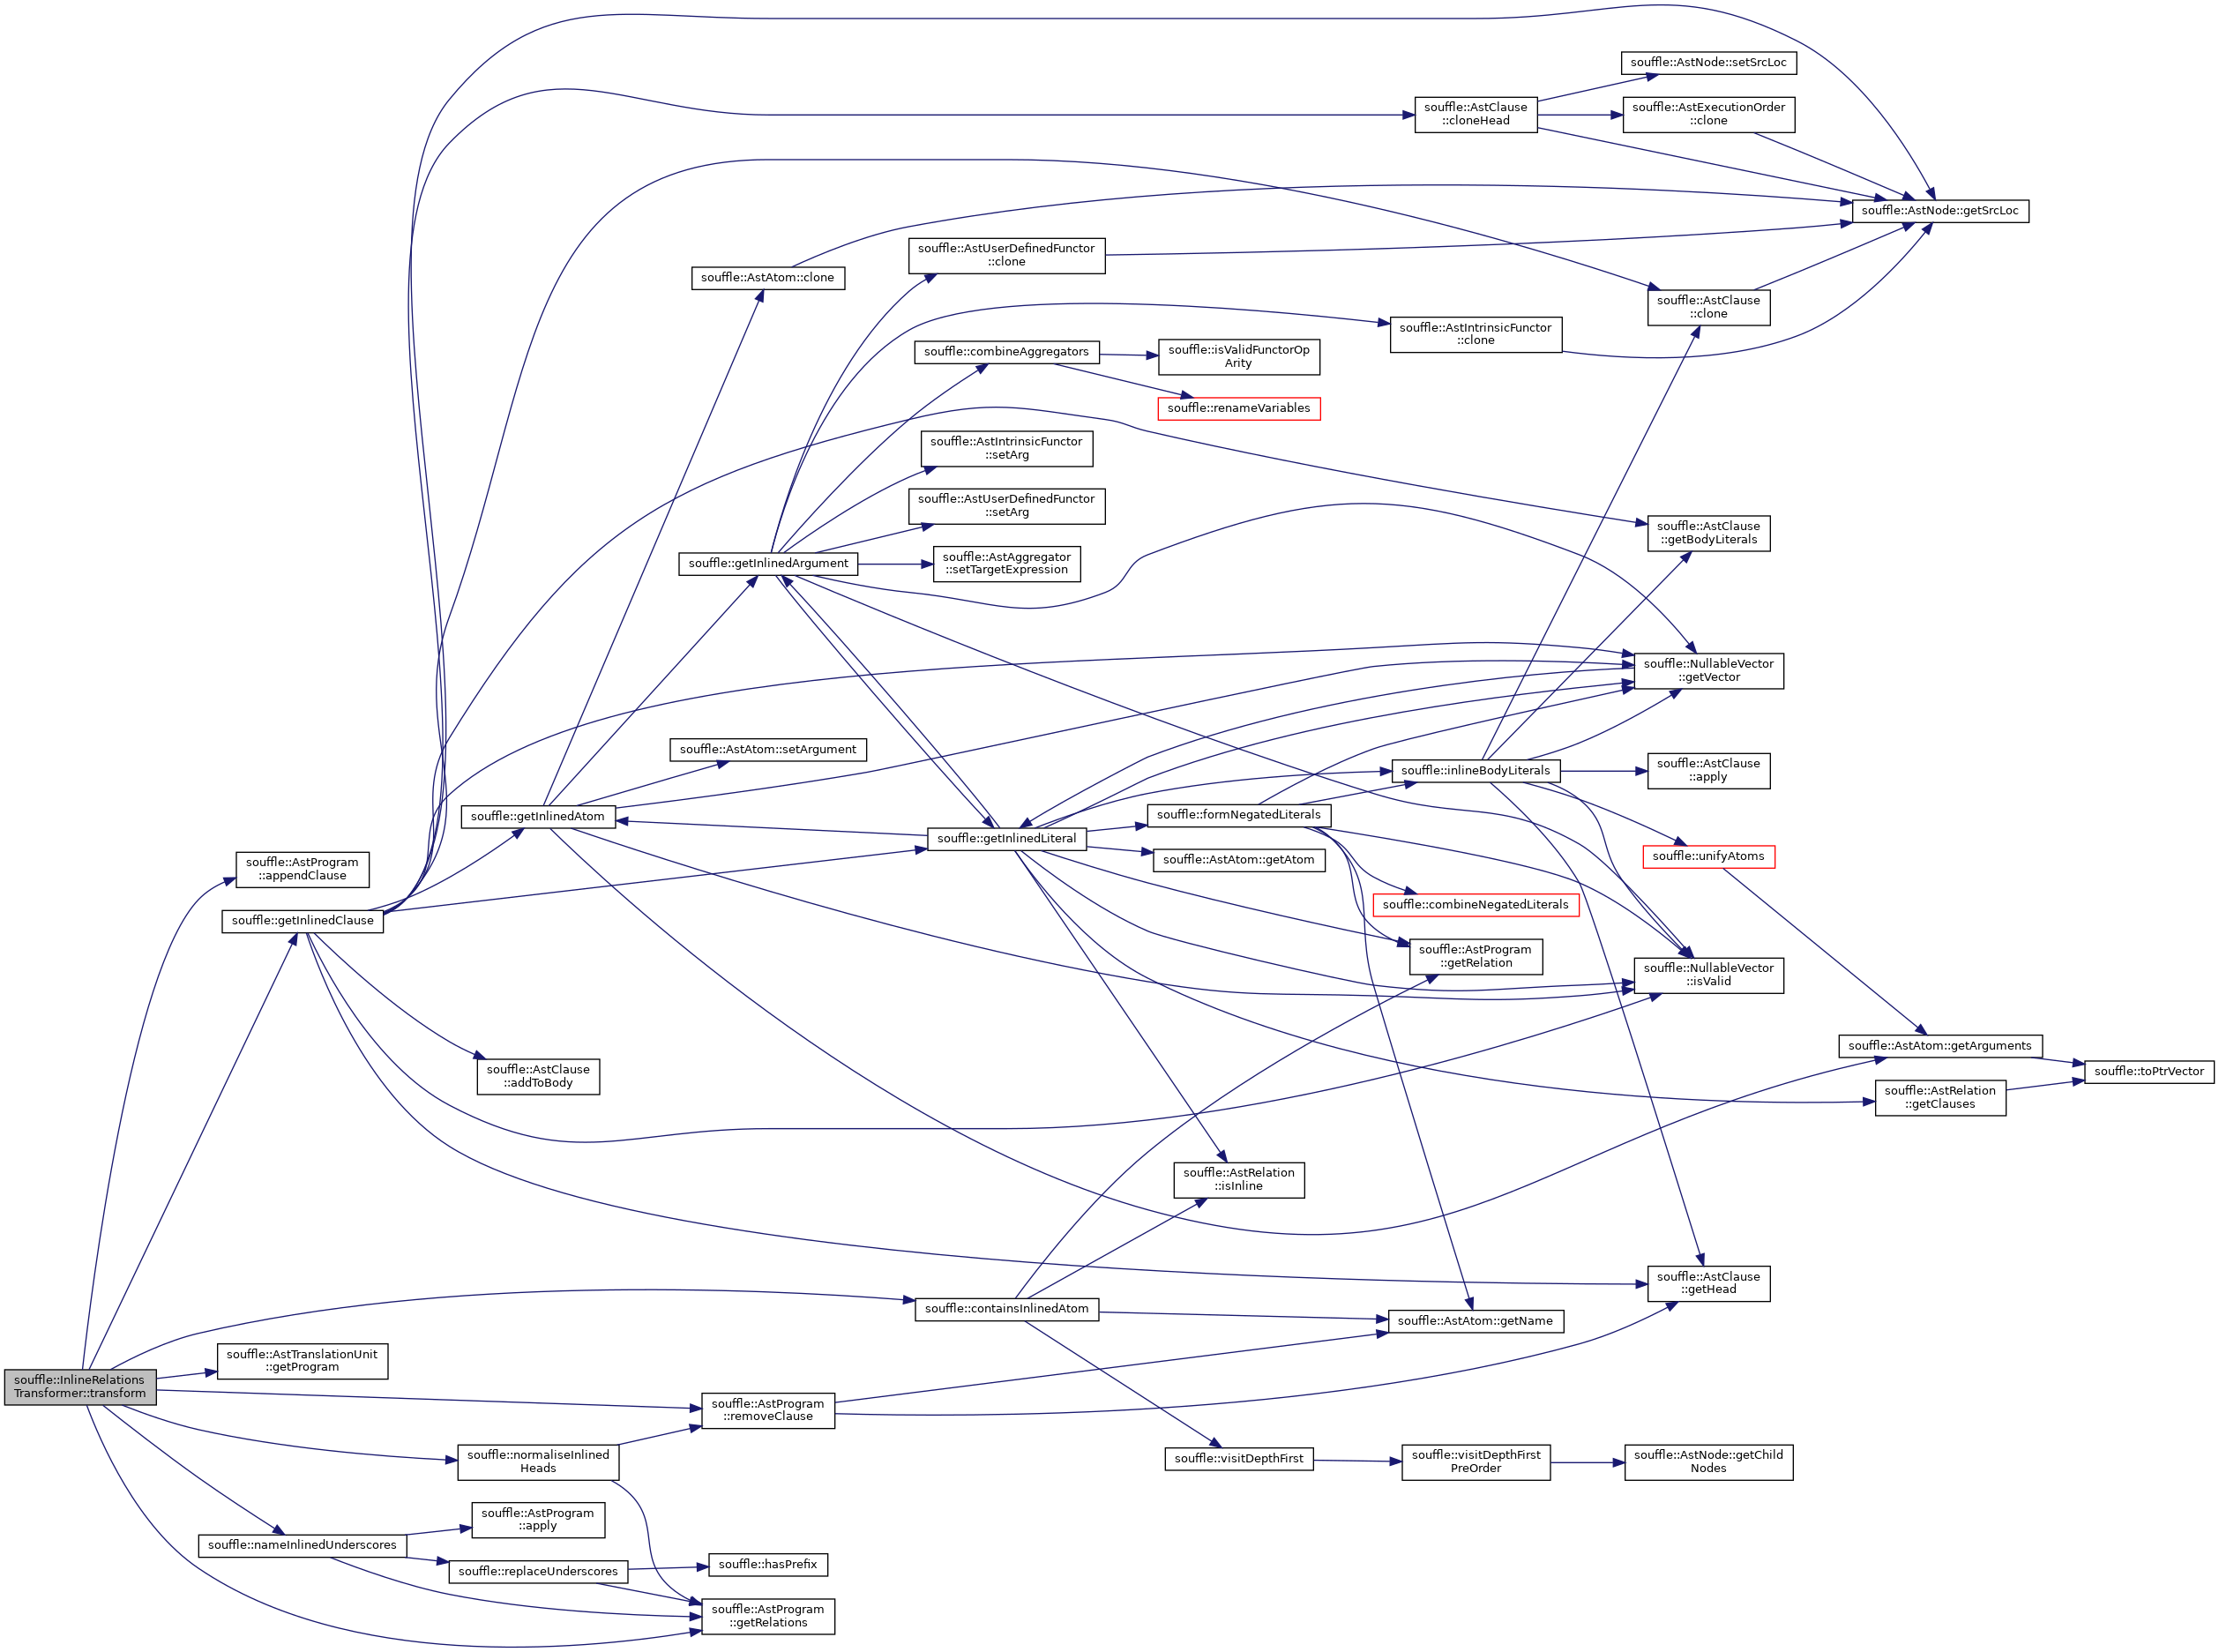 souffle::AstNode::setSrcLoc
souffle::AstClause
::cloneHead
souffle::AstExecutionOrder
::clone
souffle::AstNode::getSrcLoc
souffle::AstUserDefinedFunctor
::clone
souffle::AstAtom::clone
souffle::AstClause
::clone
souffle::AstIntrinsicFunctor
::clone
souffle::combineAggregators
souffle::isValidFunctorOp
Arity
souffle::renameVariables
souffle::AstIntrinsicFunctor
::setArg
souffle::AstUserDefinedFunctor
::setArg
souffle::AstClause
::getBodyLiterals
souffle::getInlinedArgument
souffle::AstAggregator
::setTargetExpression
souffle::NullableVector
::getVector
souffle::AstAtom::setArgument
souffle::inlineBodyLiterals
souffle::AstClause
::apply
souffle::getInlinedAtom
souffle::formNegatedLiterals
souffle::getInlinedLiteral
souffle::AstAtom::getAtom
souffle::unifyAtoms
souffle::AstProgram
::appendClause
souffle::combineNegatedLiterals
souffle::getInlinedClause
souffle::AstProgram
::getRelation
souffle::NullableVector
::isValid
souffle::AstAtom::getArguments
souffle::toPtrVector
souffle::AstClause
::addToBody
souffle::AstRelation
::getClauses
souffle::AstRelation
::isInline
souffle::AstClause
::getHead
souffle::containsInlinedAtom
souffle::AstAtom::getName
souffle::AstTranslationUnit
::getProgram
souffle::InlineRelations
Transformer::transform
souffle::AstProgram
::removeClause
souffle::normaliseInlined
Heads
souffle::visitDepthFirst
souffle::visitDepthFirst
PreOrder
souffle::AstNode::getChild
Nodes
souffle::AstProgram
::apply
souffle::nameInlinedUnderscores
souffle::replaceUnderscores
souffle::hasPrefix
souffle::AstProgram
::getRelations